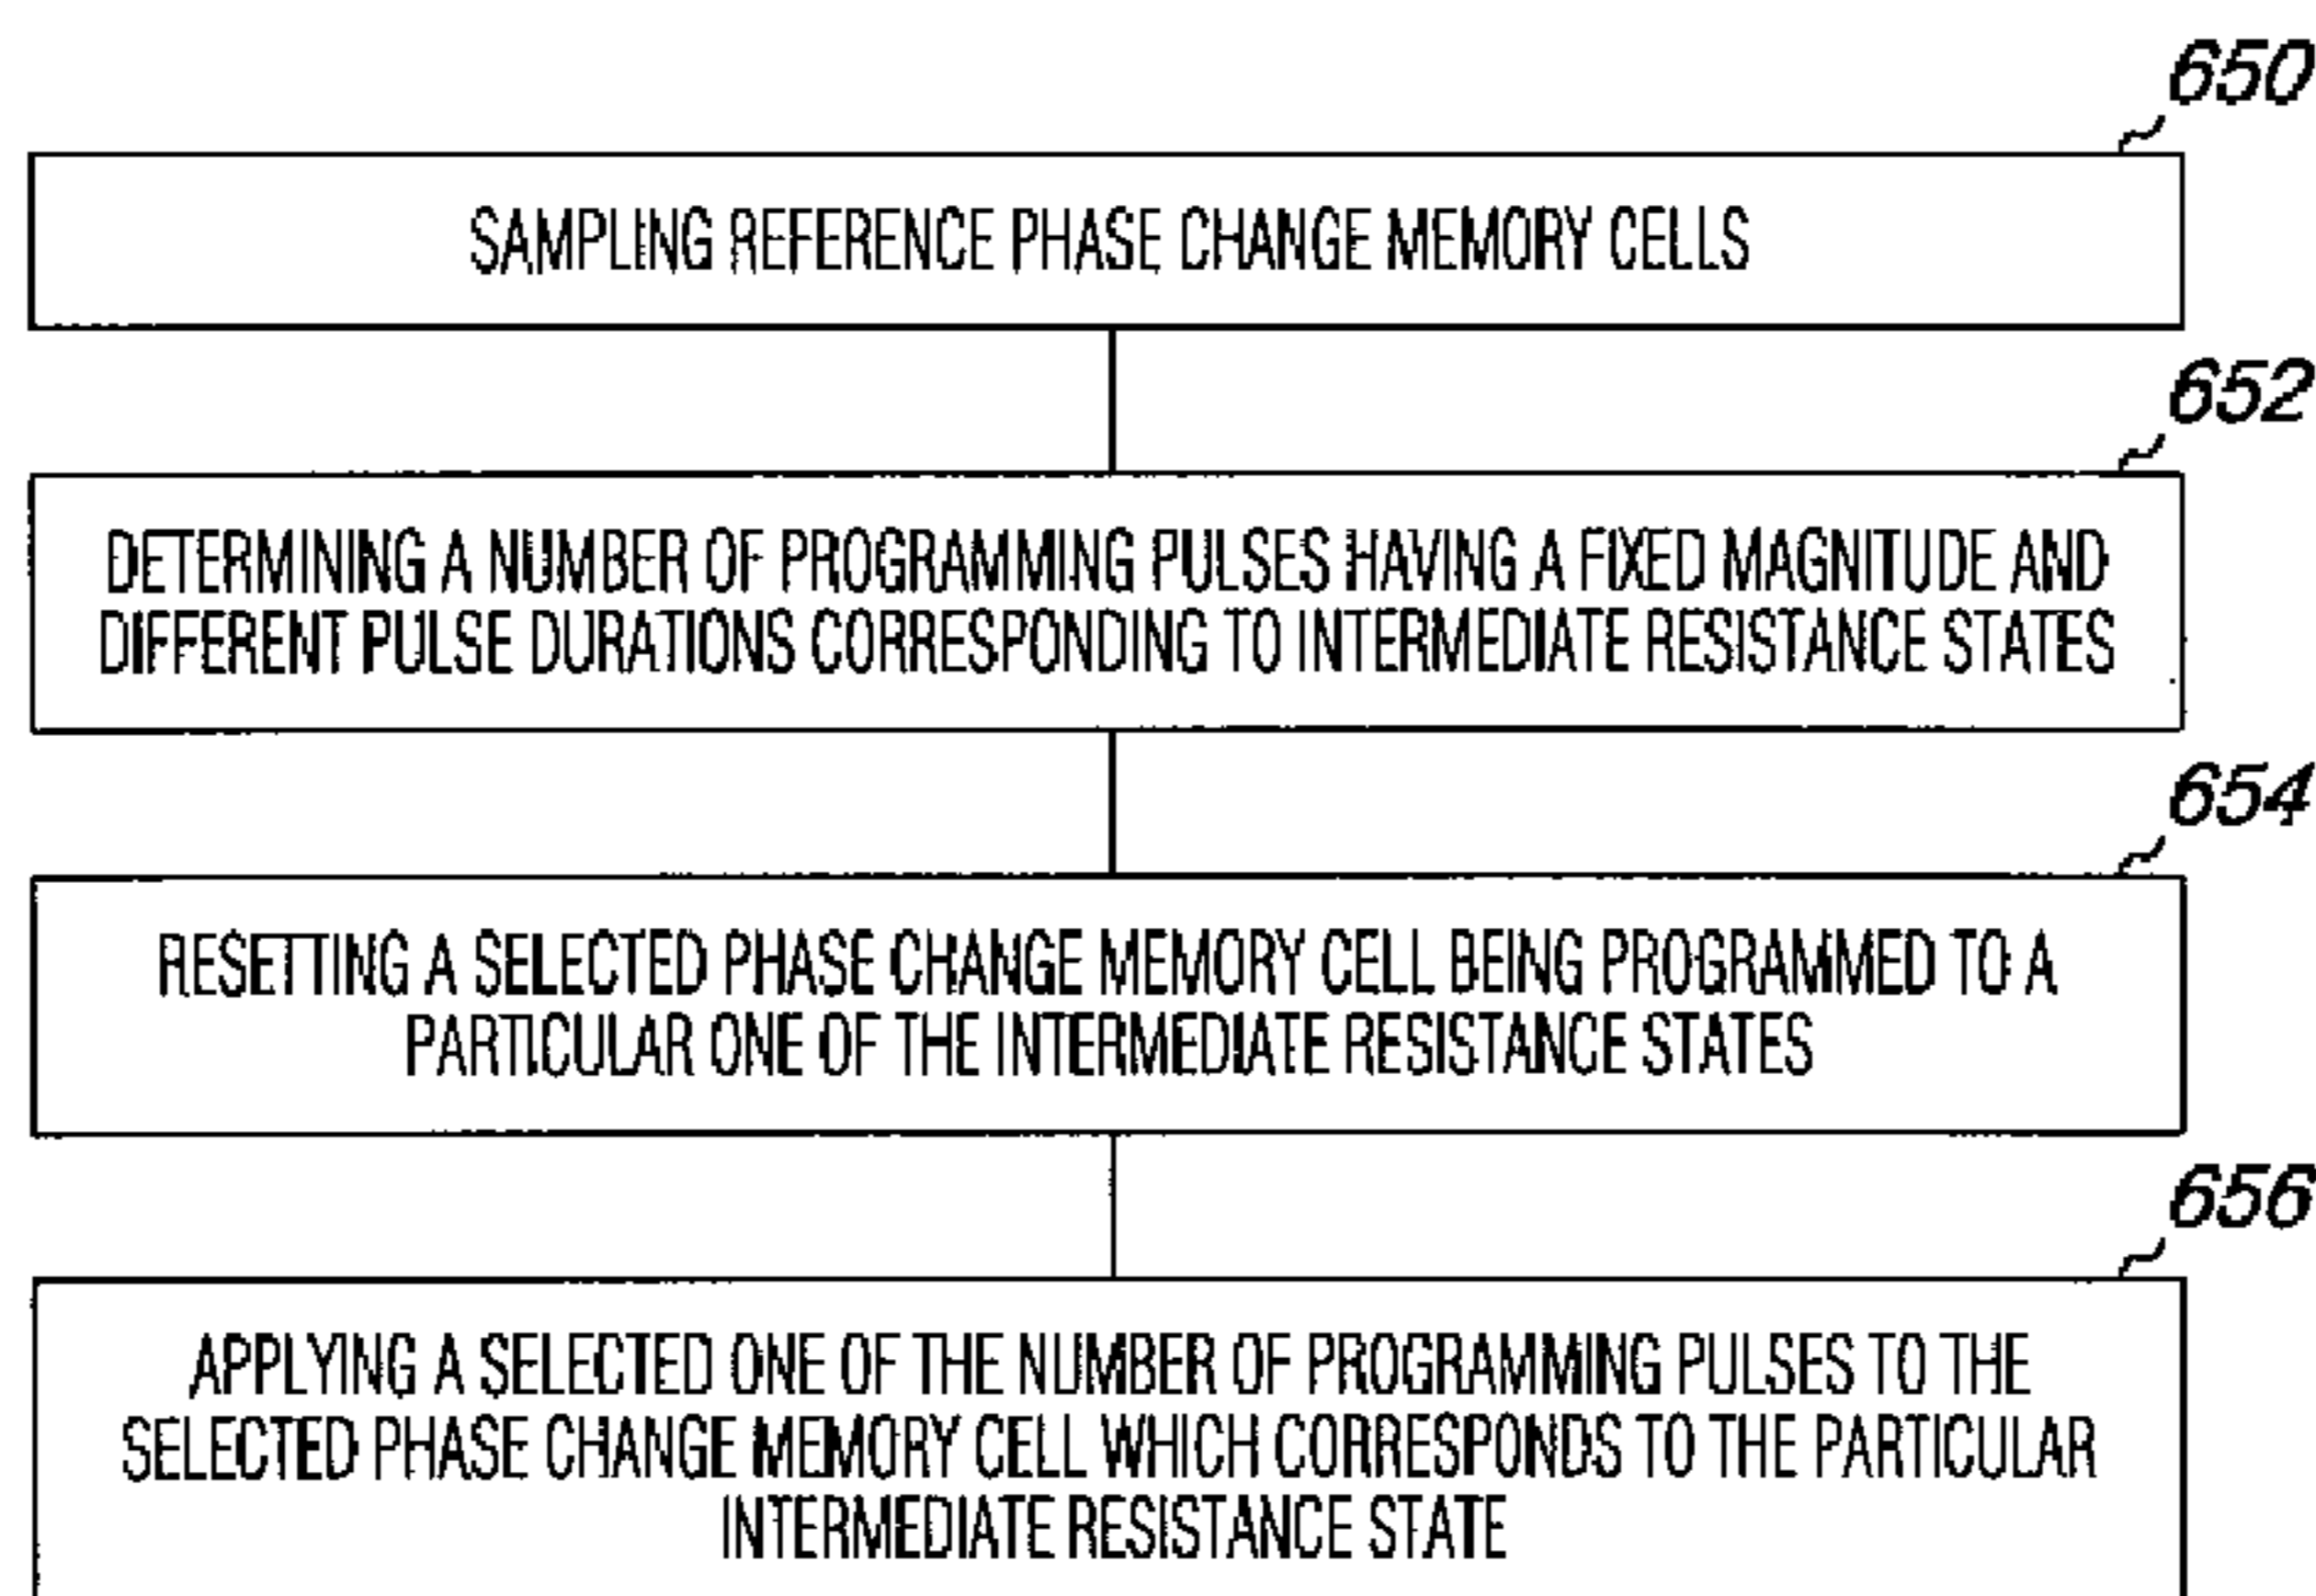 650
SAMPLING REFERENCE PHASE CHANGE MEMORY CELLS
652
DETERMINING A NUMBER OF PROGRAMMING PULSES HAVING A FIXED MAGNITUDE AND
DIFFERENT PULSE DURATIONS CORRESPONDING TO INTERMEDIATE RESISTANCE STATES
654
RESETTING A SELECTED PHASE CHANGE MEMORY CELL BEING PROGRAMMED TO A
PARTICULAR ONE OF THE INTERMEDIATE RESISTANCE STATES
656
APPLYING A SELECTED ONE OF THE NUMBER OF PROGRAMMING PULSES TO THE
SELECTED PHASE CHANGE MEMORY CELL WHICH CORRESPONDS TO THE PARTICULAR
INTERMEDIATE RESISTANCE STATE